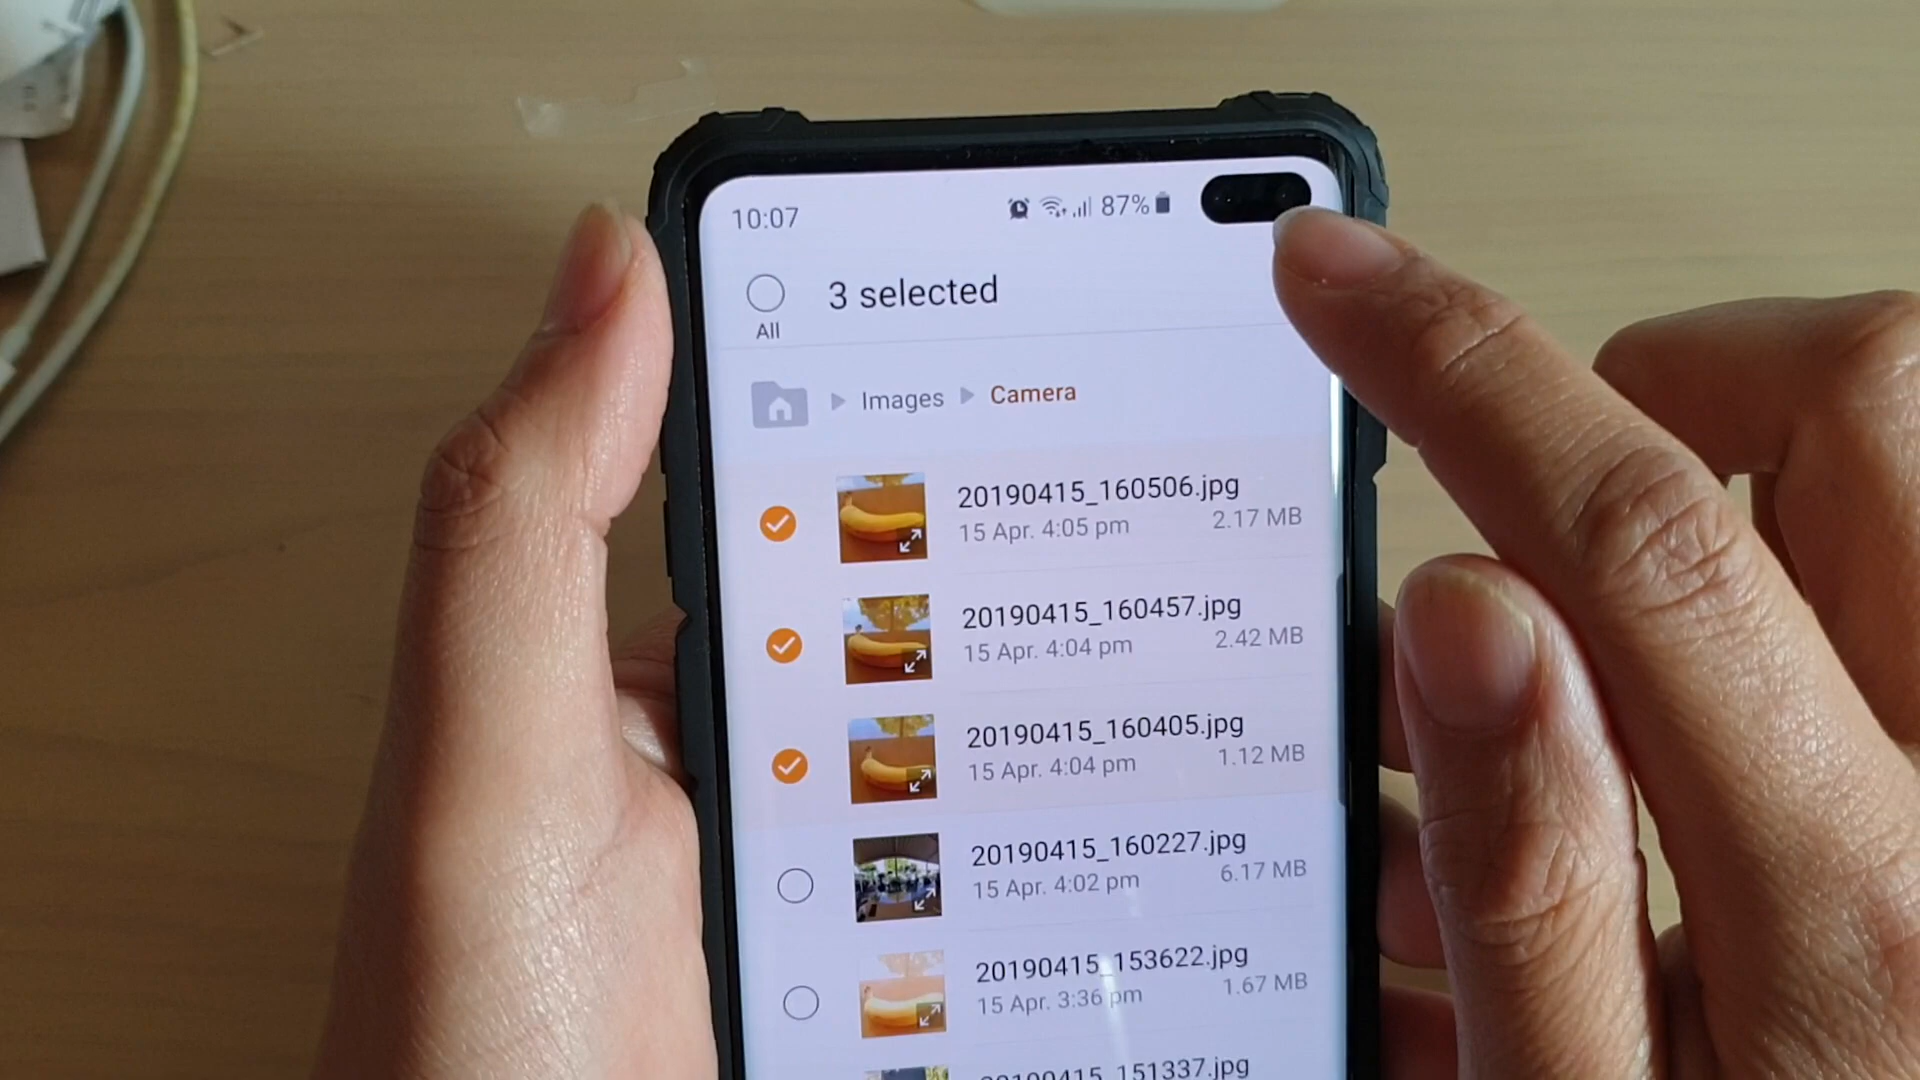 10:07 87%
3 selected
All
Images Camera
20190415_160506.jpg
15 Apr. 4:05 pm 2.17 MB
20190415_160457.jpg
15 Apr. 4:04 pm 2.42 MB
20190415_160405.jpg
15 Apr. 4:04 pm 1.12 MB
20190415_160227.jpg
15 Apr. 4:02 pm 6.17 MB
20190415_153622.jpg
15 Apr. 3:36 pm 1.67 MB
20190415_151337.jpg